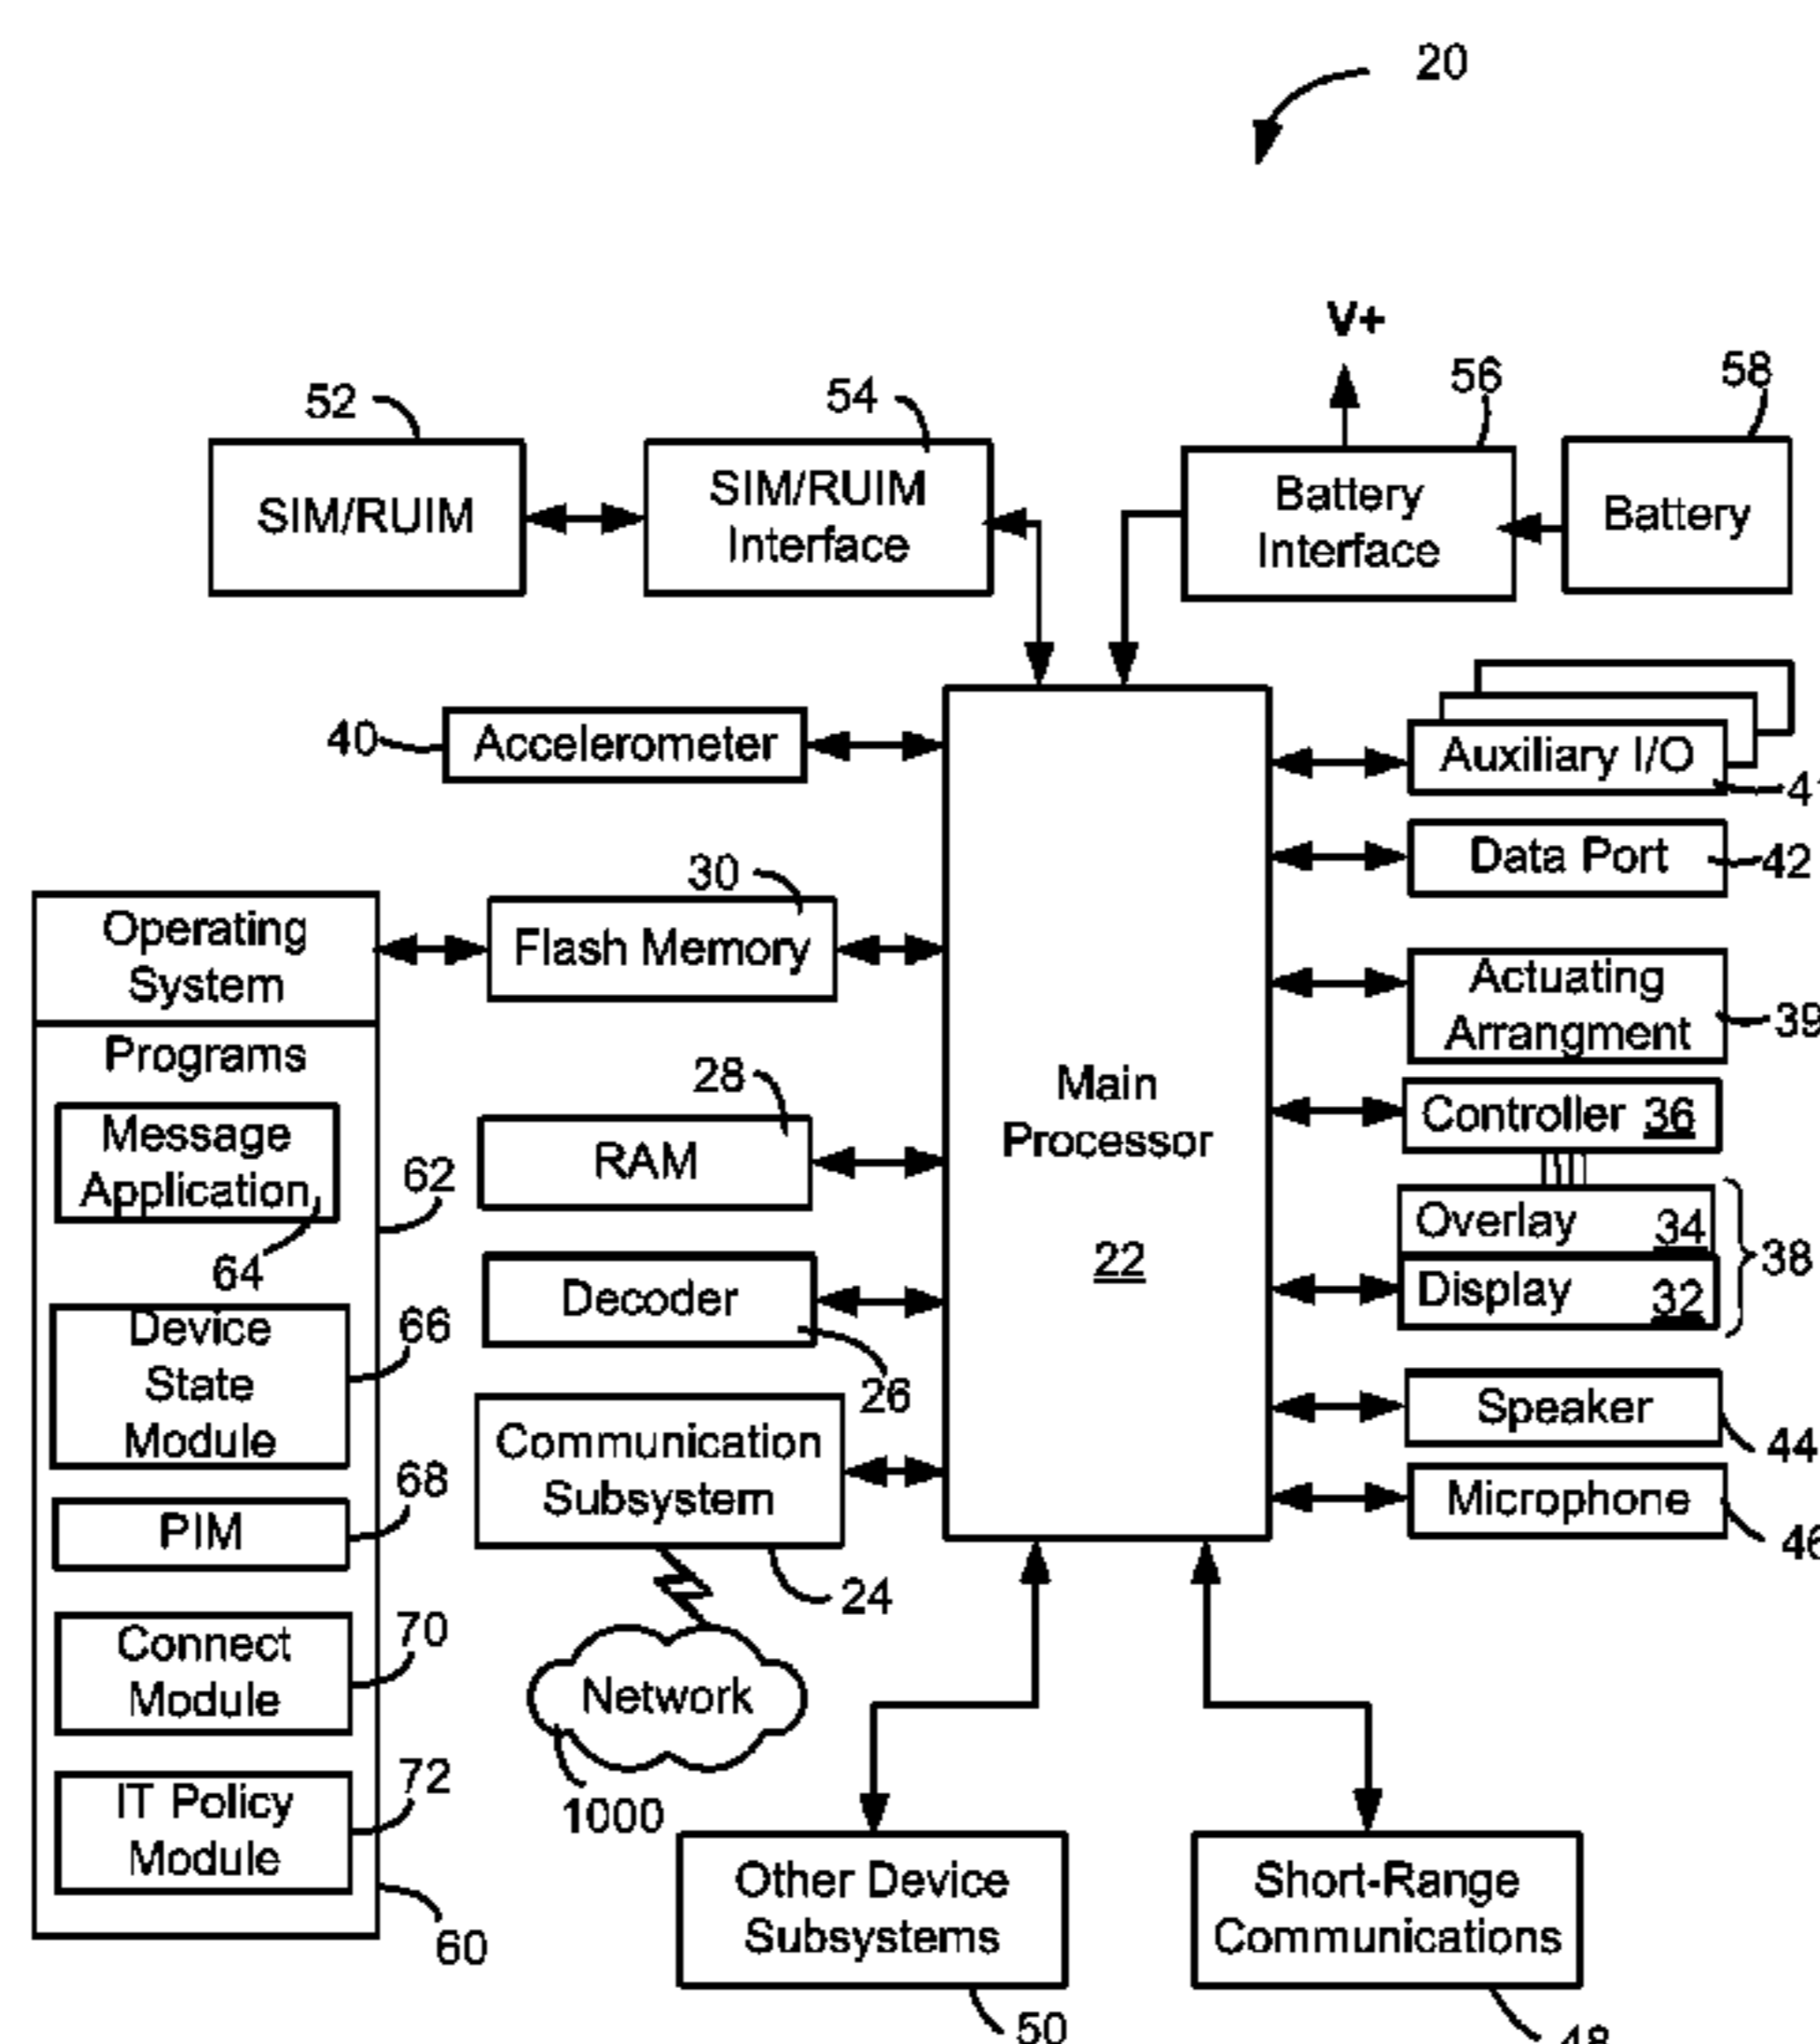 20
V+
52
54
56
58
SIM/RUIM
SIM/RUIM
Interface
Battery
Interface
Battery
40
Accelerometer
Auxiliary I/O
41
Data Port
42
30
Operating
System
Flash Memory
Actuating
Arrangment
39
Programs
28
Main
Processor
22
Controller 36
Message
Application
64
62
RAM
Overlay 34
Display 32
38
Decoder
26
Device
State
Module
66
Speaker
44
Communication
Subsystem
24
Microphone
46
PIM
68
Connect
Module
70
Network
1000
IT Policy
Module
72
60
Other Device
Subsystems
50
Short-Range
Communications
48